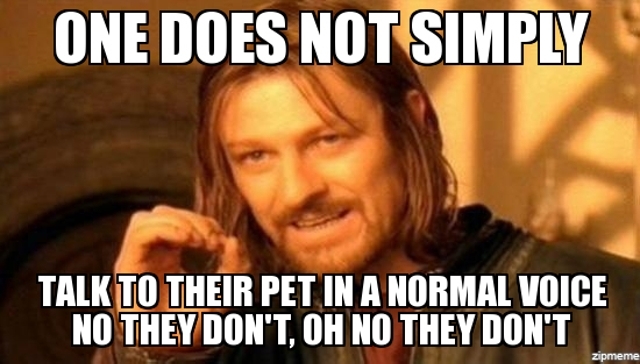 ONE DOES NOT SIMPLY
TALK TO THEIR PET IN A NORMAL VOICE
NO THEY DON'T, OH NO THEY DON'T
zipmeme